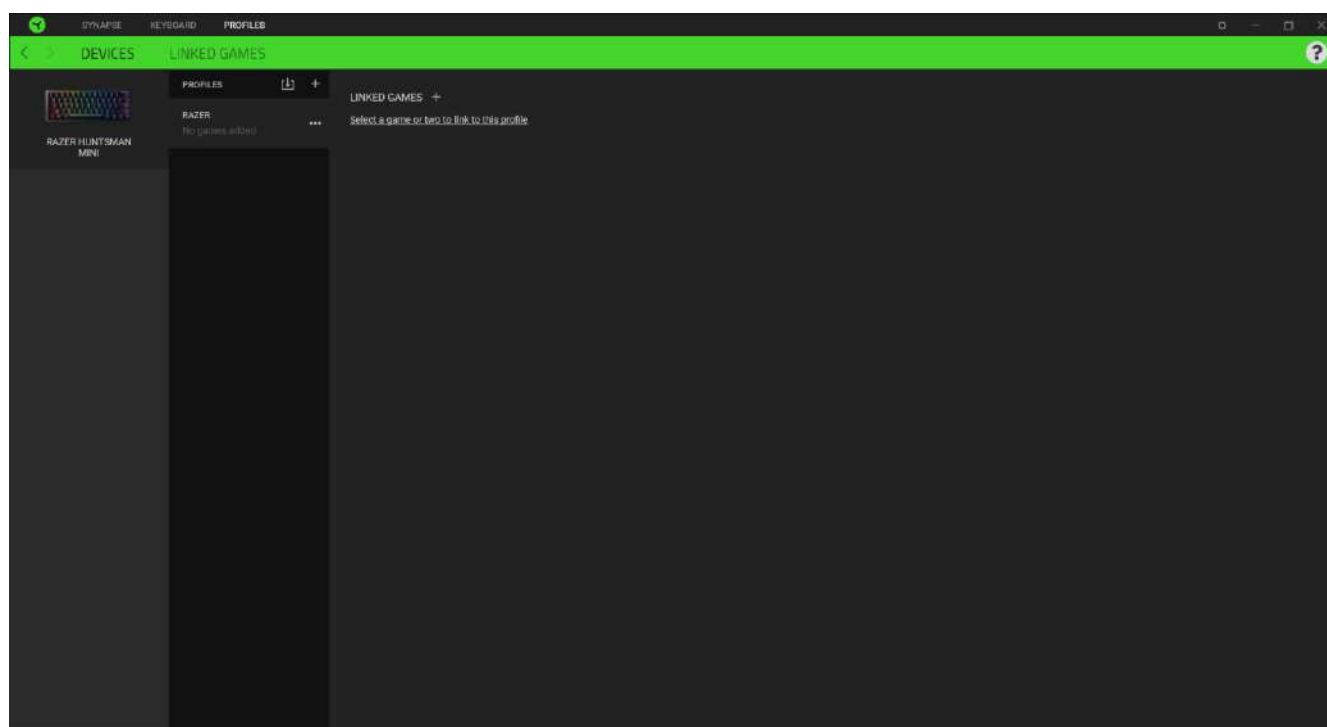 SYNAPSE KEYBOARD PROFILES
DEVICES LINKED GAMES
?
PROFILES
RAZER
No games added
RAZER HUNTSMAN
MINI
LINKED GAMES +
Select a game or two to link to this profile